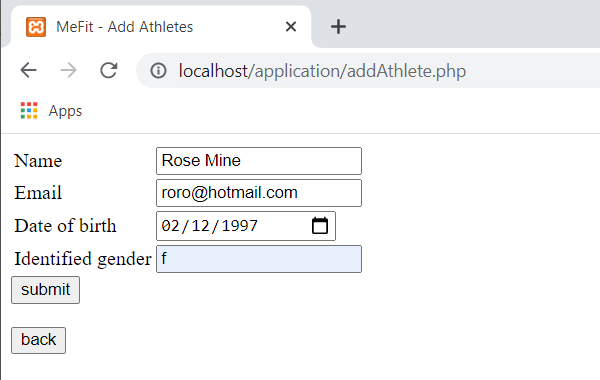 MeFit - Add Athletes
localhost/application/addAthlete.php
Apps
Name Rose Mine
Email roro@hotmail.com
Date of birth 02/12/1997
Identified gender f
submit
back